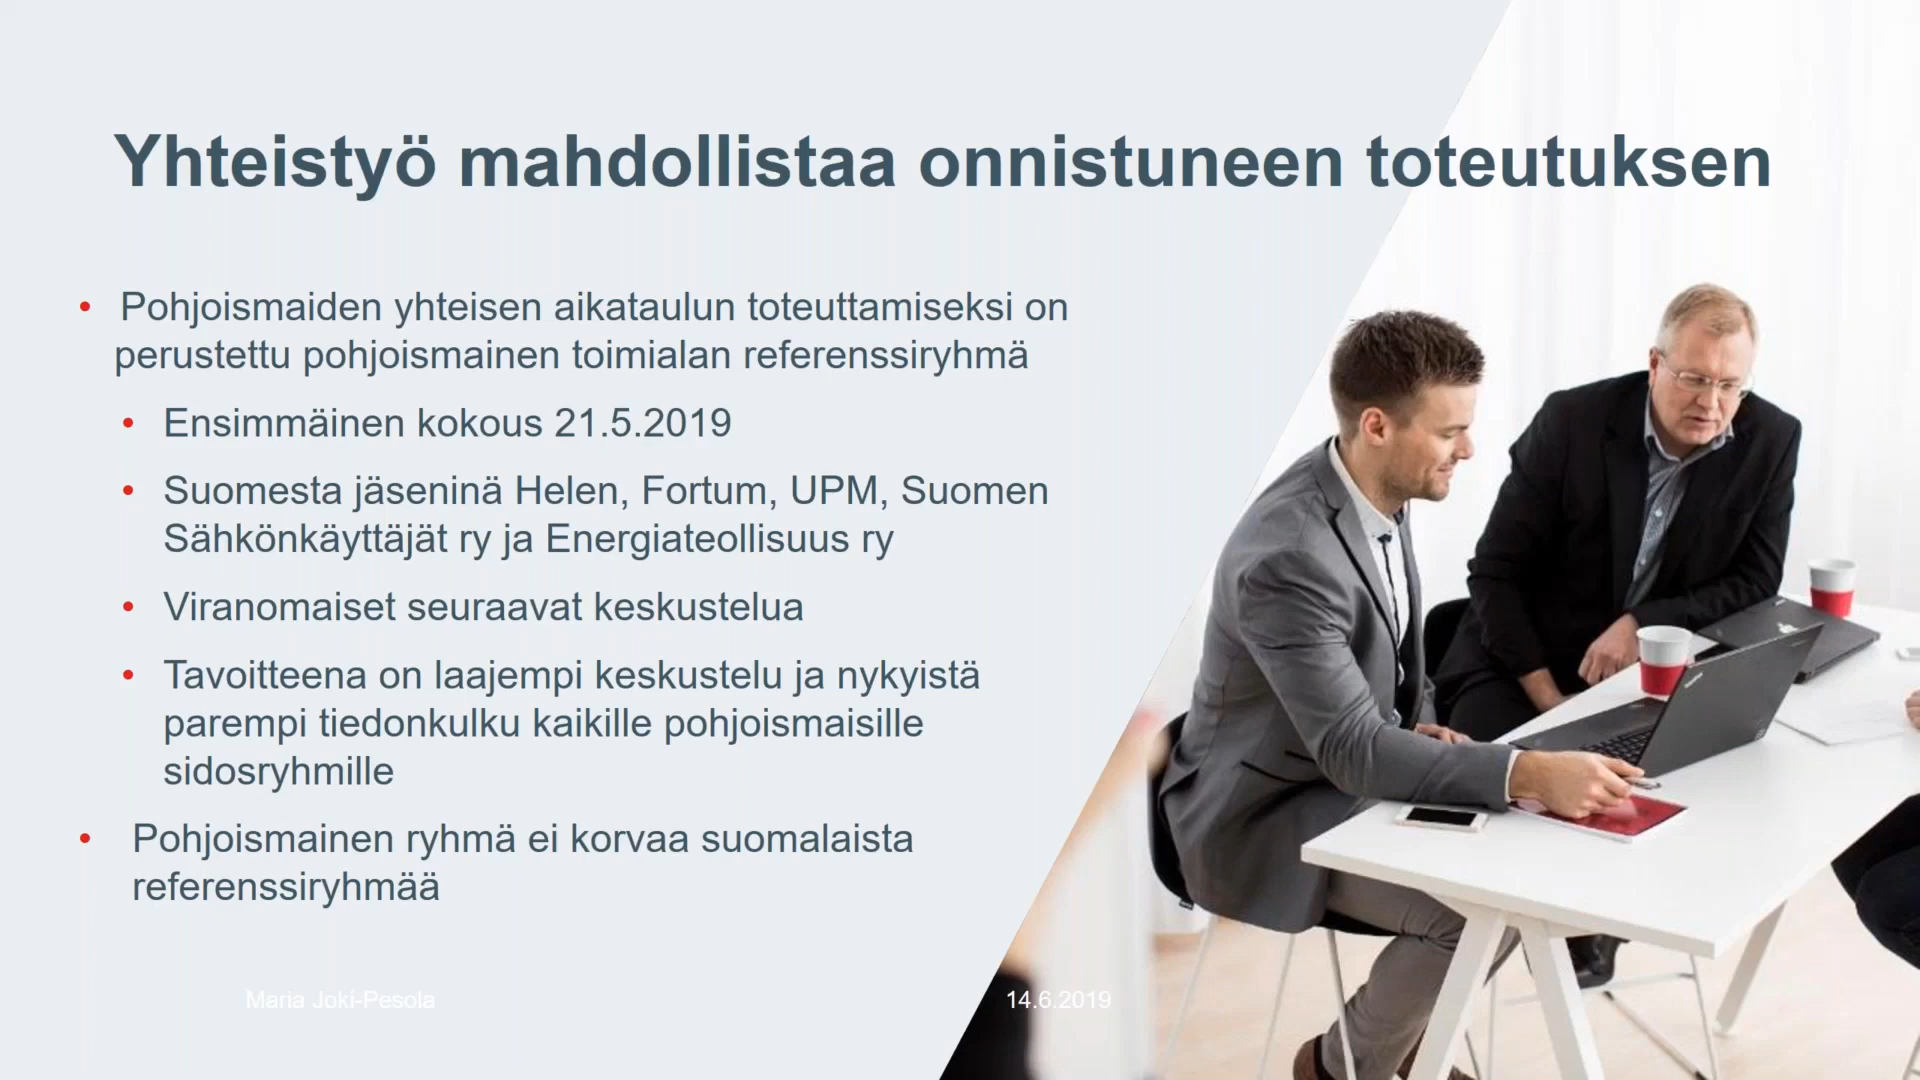 Yhteistyö mahdollistaa onnistuneen toteutuksen
• Pohjoismaiden yhteisen aikataulun toteuttamiseksi on
perustettu pohjoismainen toimialan referenssiryhmä
• Ensimmäinen kokous 21.5.2019
• Suomesta jäseninä Helen, Fortum, UPM, Suomen
Sähkönkäyttäjät ry ja Energiateollisuus ry
• Viranomaiset seuraavat keskustelua
• Tavoitteena on laajempi keskustelu ja nykyistä
parempi tiedonkulku kaikille pohjoismaisille
sidosryhmille
• Pohjoismainen ryhmä ei korvaa suomalaista
referenssiryhmää
Maria Joki-Pesola
14.6.2019